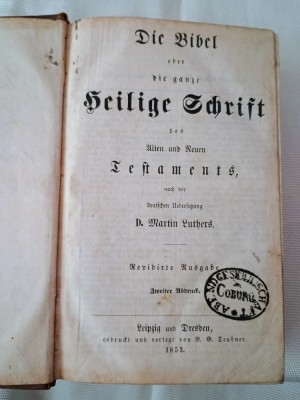 Die Bibel
oder
die ganze
Heilige Schrift
des
Alten und Neuen
Testaments,
nach der
deutschen Uebersetzung
D. Martin Luthers.
Revidirte Ausgabe.
Zweiter Abdruck.
COBURG
Leipzig und Dresden,
gedruckt und verlegt von B. G. Teubner.
1853.